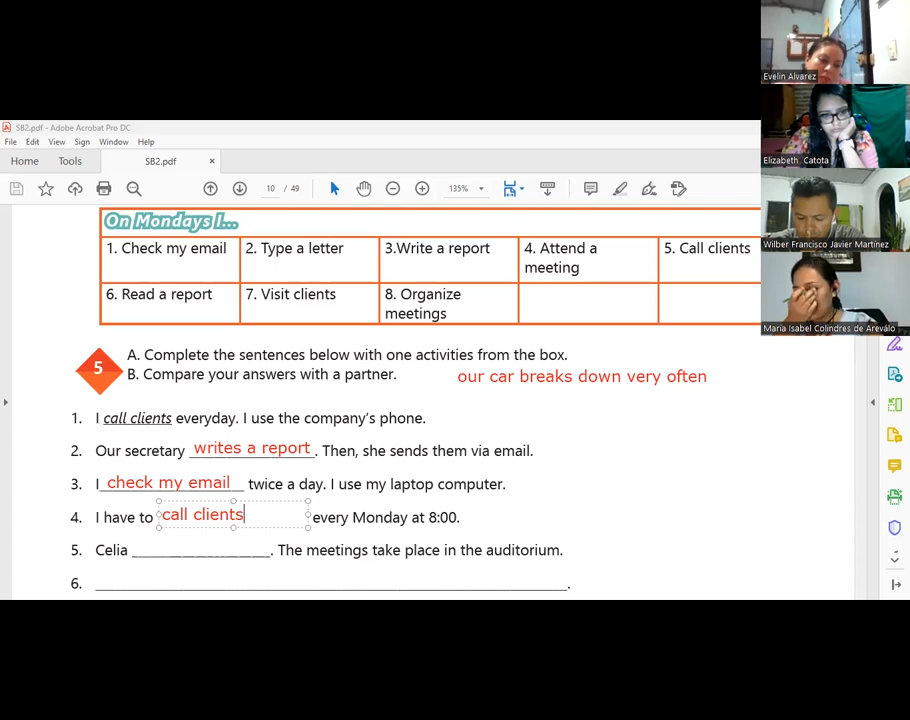 SB2.pdf - Adobe Acrobat Pro DC
File Edit View Sign Window Help
Home Tools SB2.pdf ×
10 / 49 135%
On Mondays I...
1. Check my email 2. Type a letter 3.Write a report 4. Attend a meeting 5. Call clients
6. Read a report 7. Visit clients 8. Organize meetings
5
A. Complete the sentences below with one activities from the box.
B. Compare your answers with a partner.
our car breaks down very often
1. I call clients everyday. I use the company's phone.
2. Our secretary writes a report. Then, she sends them via email.
3. I check my email twice a day. I use my laptop computer.
4. I have to call clients every Monday at 8:00.
5. Celia ____________________. The meetings take place in the auditorium.
6. ____________________.
Evelin Alvarez
Elizabeth Catota
Wilber Francisco Javier Martínez
María Isabel Colindres de Areválo